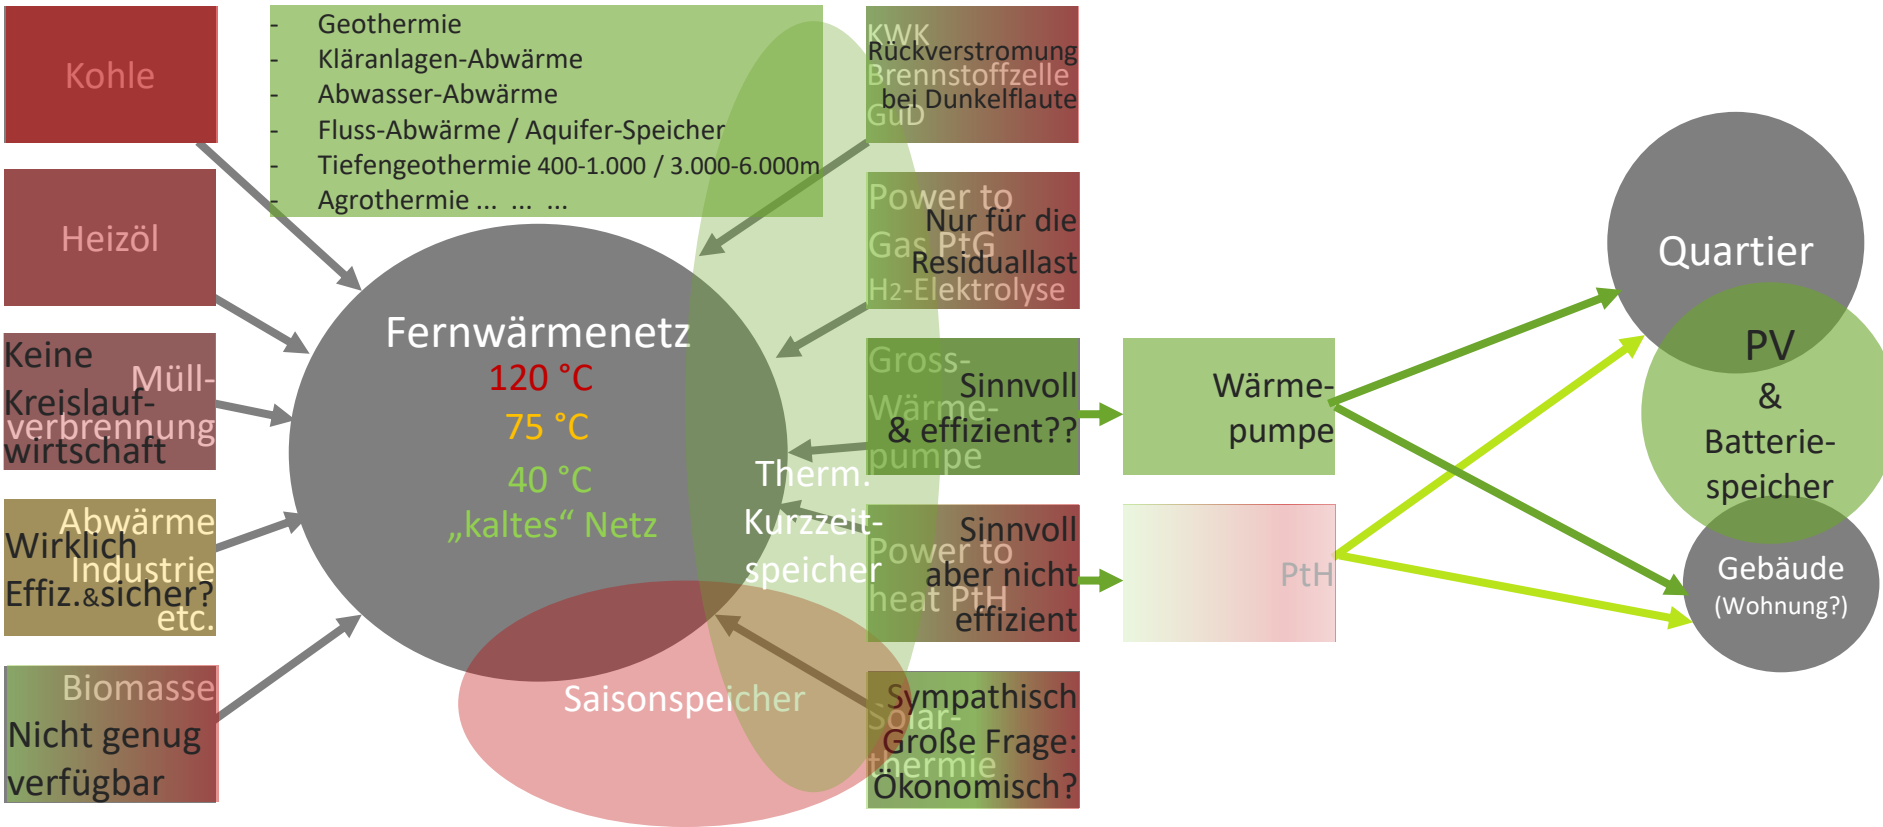 Kohle
Heizöl
Müll-
verbrennung
Keine
Kreislauf-
wirtschaft
Abwärme
Industrie
etc.
Wirklich
Effiz.&sicher?
Biomasse
Nicht genug
verfügbar
- Geothermie
- Kläranlagen-Abwärme
- Abwasser-Abwärme
- Fluss-Abwärme / Aquifer-Speicher
- Tiefengeothermie 400-1.000 / 3.000-6.000m
- Agrothermie ... ... ...
Fernwärmenetz
120 °C
75 °C
40 °C
„kaltes“ Netz
Therm.
Kurzzeit-
speicher
Saisonspeicher
KWK
Brennstoffzelle
GuD
Rückverstromung
bei Dunkelflaute
Power to
Gas PtG
H2-Elektrolyse
Nur für die
Residuallast
Gross-
Wärme-
pumpe
Sinnvoll
& effizient??
Power to
heat PtH
Sinnvoll
aber nicht
effizient
Solar-
thermie
Sympathisch
Große Frage:
Ökonomisch?
Wärme-
pumpe
PtH
Quartier
PV
&
Batterie-
speicher
Gebäude
(Wohnung?)